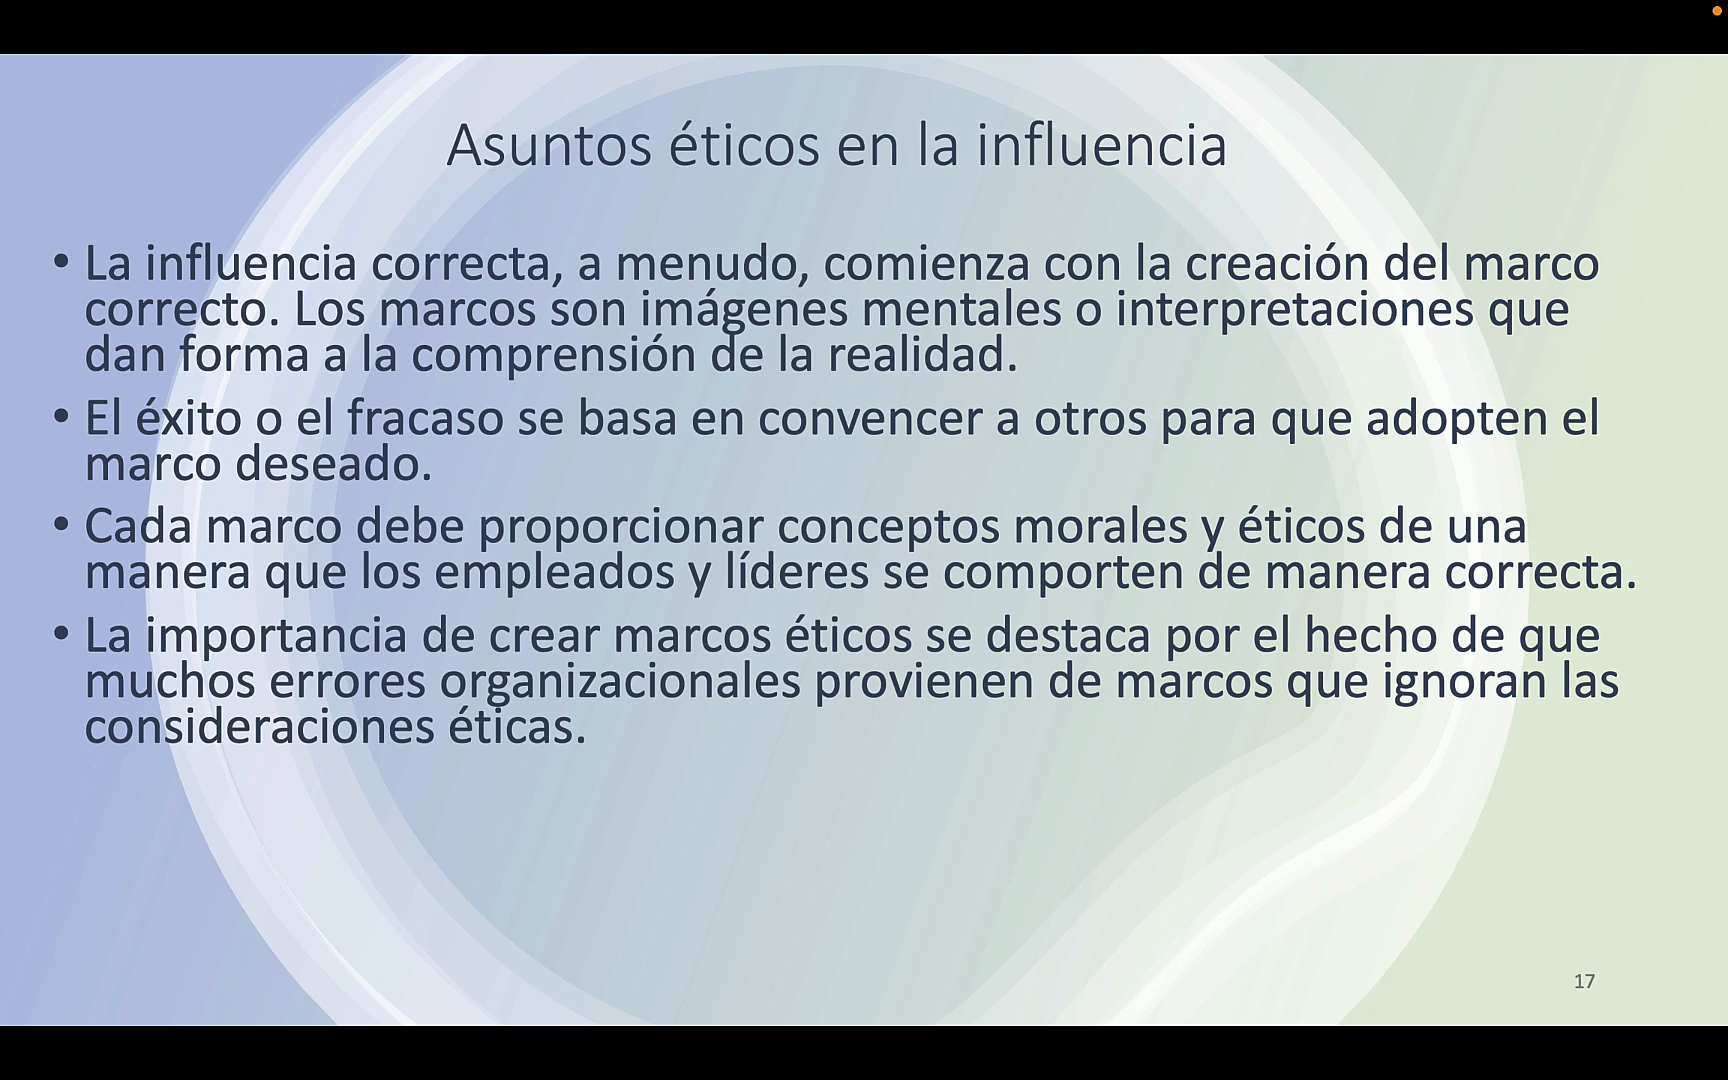 Asuntos éticos en la influencia
• La influencia correcta, a menudo, comienza con la creación del marco
correcto. Los marcos son imágenes mentales o interpretaciones que
dan forma a la comprensión de la realidad.
• El éxito o el fracaso se basa en convencer a otros para que adopten el
marco deseado.
• Cada marco debe proporcionar conceptos morales y éticos de una
manera que los empleados y líderes se comporten de manera correcta.
• La importancia de crear marcos éticos se destaca por el hecho de que
muchos errores organizacionales provienen de marcos que ignoran las
consideraciones éticas.
17